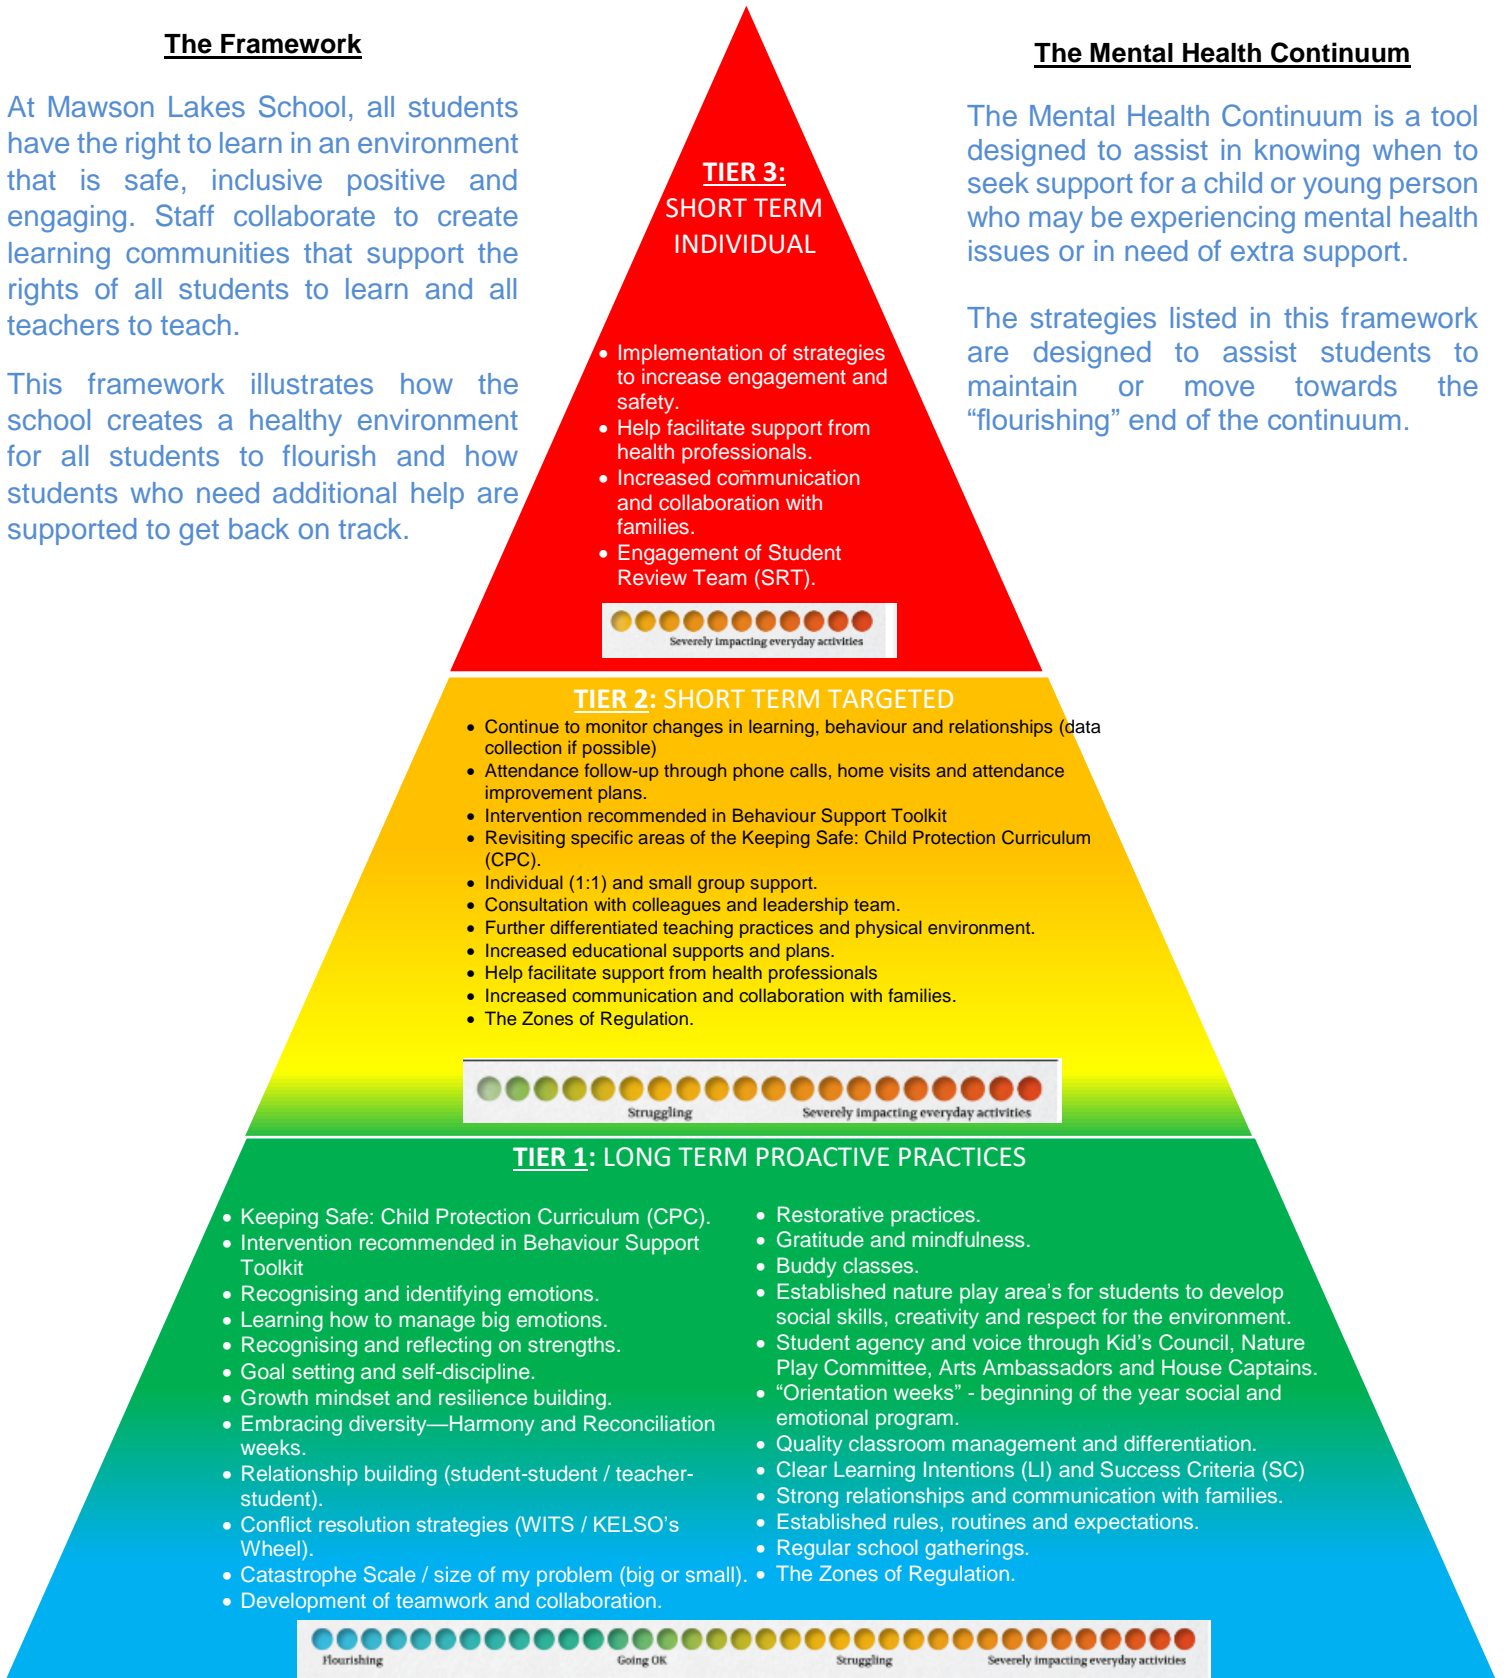 The Framework
At Mawson Lakes School, all students
have the right to learn in an environment
that is safe, inclusive positive and
engaging. Staff collaborate to create
learning communities that support the
rights of all students to learn and all
teachers to teach.
This framework illustrates how the
school creates a healthy environment
for all students to flourish and how
students who need additional help are
supported to get back on track.
The Mental Health Continuum
The Mental Health Continuum is a tool
designed to assist in knowing when to
seek support for a child or young person
who may be experiencing mental health
issues or in need of extra support.
The strategies listed in this framework
are designed to assist students to
maintain or move towards the
“flourishing” end of the continuum.
TIER 3:
SHORT TERM
INDIVIDUAL
• Implementation of strategies
to increase engagement and
safety.
• Help facilitate support from
health professionals.
• Increased communication
and collaboration with
families.
• Engagement of Student
Review Team (SRT).
Severely impacting everyday activities
TIER 2: SHORT TERM TARGETED
• Continue to monitor changes in learning, behaviour and relationships (data
collection if possible)
• Attendance follow-up through phone calls, home visits and attendance
improvement plans.
• Intervention recommended in Behaviour Support Toolkit
• Revisiting specific areas of the Keeping Safe: Child Protection Curriculum
(CPC).
• Individual (1:1) and small group support.
• Consultation with colleagues and leadership team.
• Further differentiated teaching practices and physical environment.
• Increased educational supports and plans.
• Help facilitate support from health professionals
• Increased communication and collaboration with families.
• The Zones of Regulation.
Struggling
Severely impacting everyday activities
TIER 1: LONG TERM PROACTIVE PRACTICES
• Keeping Safe: Child Protection Curriculum (CPC).
• Intervention recommended in Behaviour Support
Toolkit
• Recognising and identifying emotions.
• Learning how to manage big emotions.
• Recognising and reflecting on strengths.
• Goal setting and self-discipline.
• Growth mindset and resilience building.
• Embracing diversity—Harmony and Reconciliation
weeks.
• Relationship building (student-student / teacher-
student).
• Conflict resolution strategies (WITS / KELSO’s
Wheel).
• Catastrophe Scale / size of my problem (big or small).
• Development of teamwork and collaboration.
• Restorative practices.
• Gratitude and mindfulness.
• Buddy classes.
• Established nature play area’s for students to develop
social skills, creativity and respect for the environment.
• Student agency and voice through Kid’s Council, Nature
Play Committee, Arts Ambassadors and House Captains.
• “Orientation weeks” - beginning of the year social and
emotional program.
• Quality classroom management and differentiation.
• Clear Learning Intentions (LI) and Success Criteria (SC)
• Strong relationships and communication with families.
• Established rules, routines and expectations.
• Regular school gatherings.
• The Zones of Regulation.
Flourishing
Going OK
Struggling
Severely impacting everyday activities